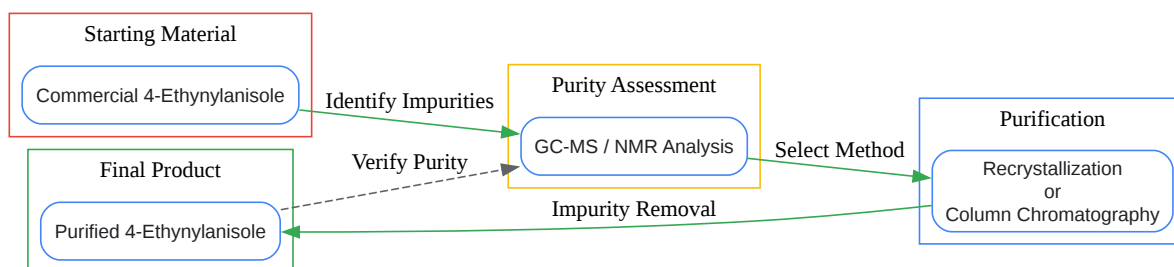 Starting Material
Commercial 4-Ethynylanisole
Identify Impurities
Purity Assessment
GC-MS / NMR Analysis
Select Method
Purification
Recrystallization
or
Column Chromatography
Impurity Removal
Final Product
Purified 4-Ethynylanisole
Verify Purity